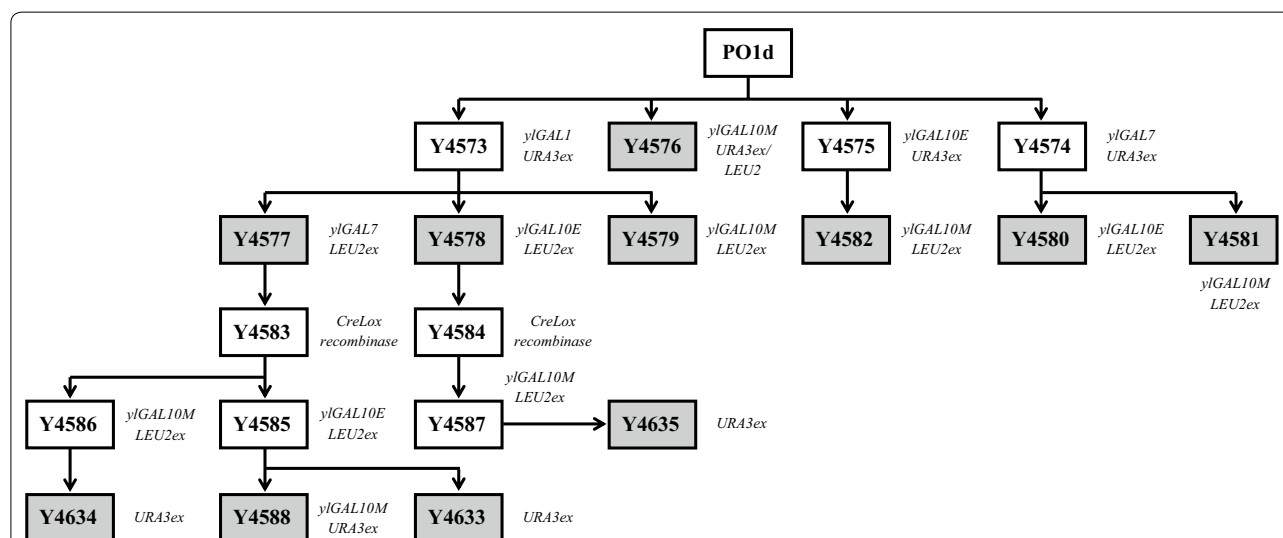 PO1d
Y4573
ylGAL1
URA3ex
Y4576
ylGAL10M
URA3ex/
LEU2
Y4575
ylGAL10E
URA3ex
Y4574
ylGAL7
URA3ex
Y4577
ylGAL7
LEU2ex
Y4578
ylGAL10E
LEU2ex
Y4579
ylGAL10M
LEU2ex
Y4582
ylGAL10M
LEU2ex
Y4580
ylGAL10E
LEU2ex
Y4581
ylGAL10M
LEU2ex
Y4583
CreLox
recombinase
Y4584
CreLox
recombinase
Y4586
ylGAL10M
LEU2ex
Y4585
ylGAL10E
LEU2ex
Y4587
ylGAL10M
LEU2ex
Y4635
URA3ex
Y4634
URA3ex
Y4588
ylGAL10M
URA3ex
Y4633
URA3ex